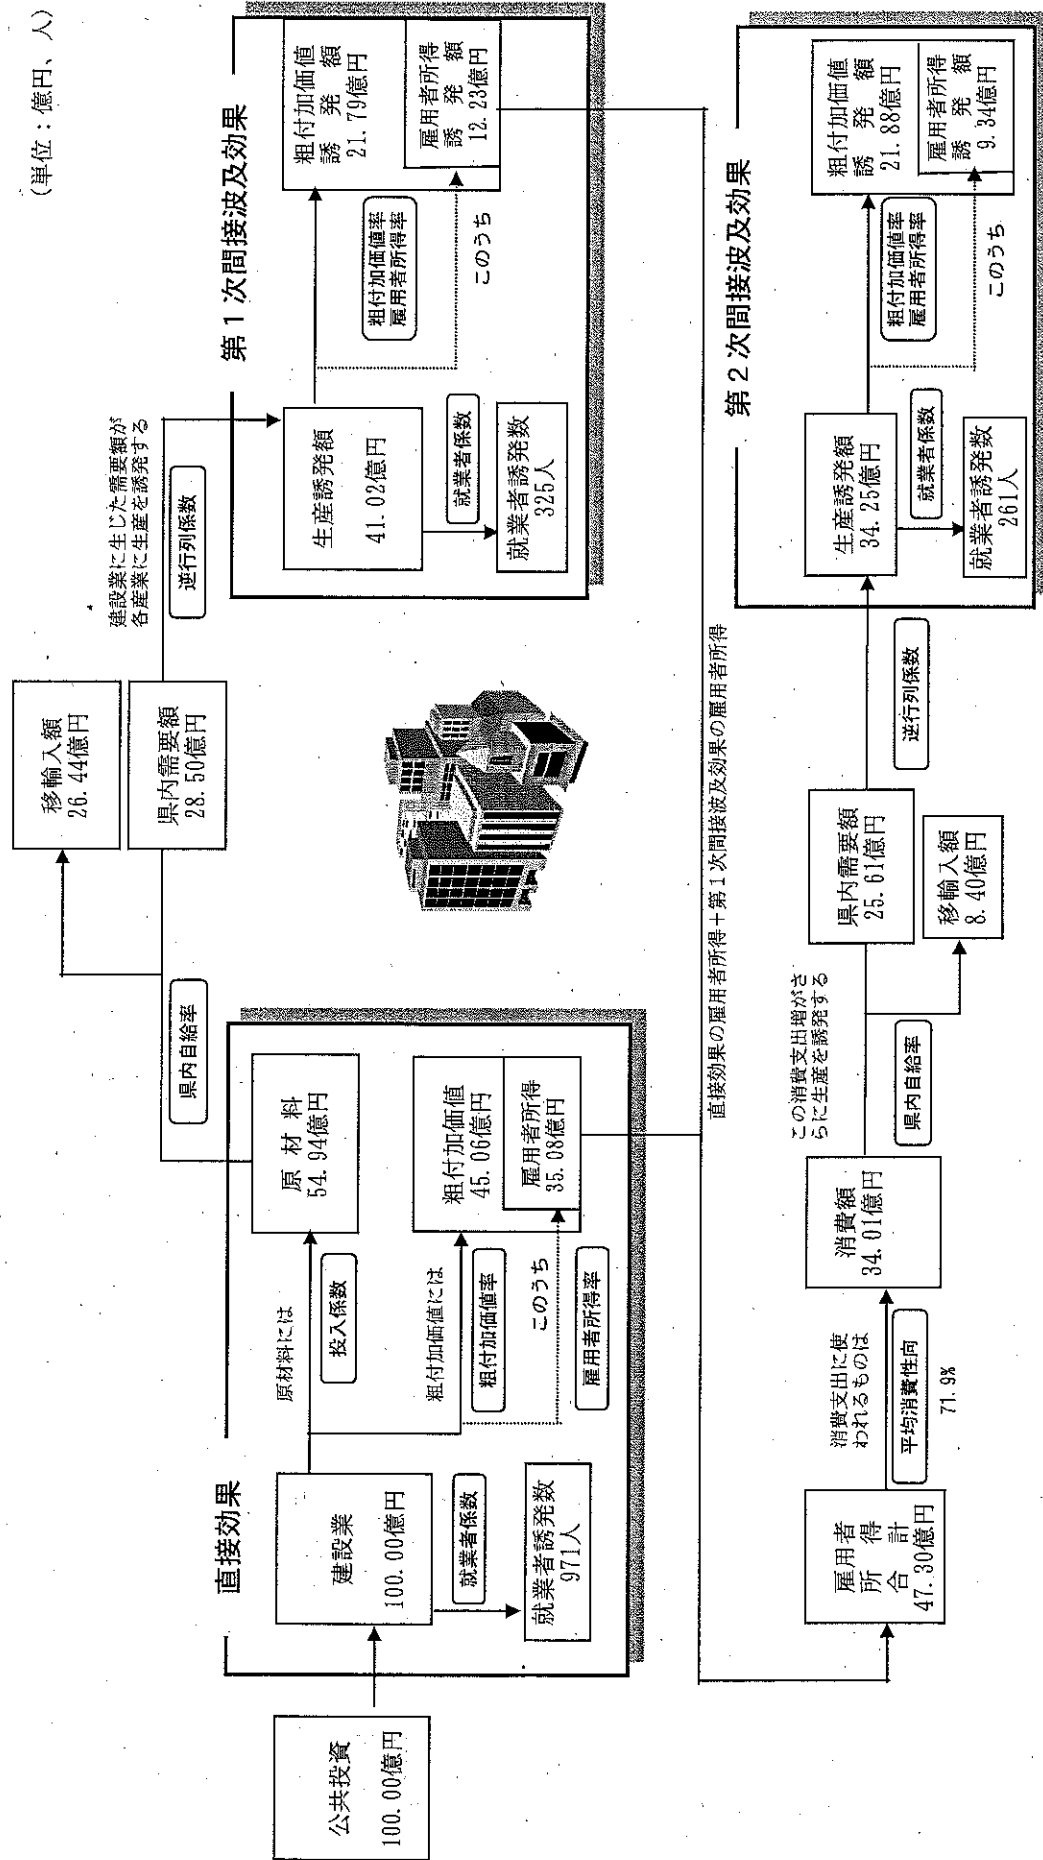 (単位：億円、人)
公共投資
100.00億円
直接効果
建設業
100.00億円
就業者係数
就業者誘発数
971人
原材料には
投入係数
原 材 料
54.94億円
粗付加価値には
粗付加価値率
粗付加価値
45.06億円
このうち
雇用者所得率
雇用者所得
35.08億円
県内自給率
移輸入額
26.44億円
県内需要額
28.50億円
建設業に生じた需要額が
各産業に生産を誘発する
逆行列係数
第１次間接波及効果
生産誘発額
41.02億円
就業者係数
就業者誘発数
325人
粗付加価値率
雇用者所得率
このうち
粗付加価値
誘 発 額
21.79億円
雇用者所得
誘 発 額
12.23億円
直接効果の雇用者所得＋第１次間接波及効果の雇用者所得
雇用者
所 得
合 計
47.30億円
消費支出に使
われるものは
平均消費性向
71.9%
消費額
34.01億円
この消費支出増がさ
らに生産を誘発する
県内自給率
県内需要額
25.61億円
移輸入額
8.40億円
逆行列係数
第２次間接波及効果
生産誘発額
34.25億円
就業者係数
就業者誘発数
261人
粗付加価値率
雇用者所得率
このうち
粗付加価値
誘 発 額
21.88億円
雇用者所得
誘 発 額
9.34億円